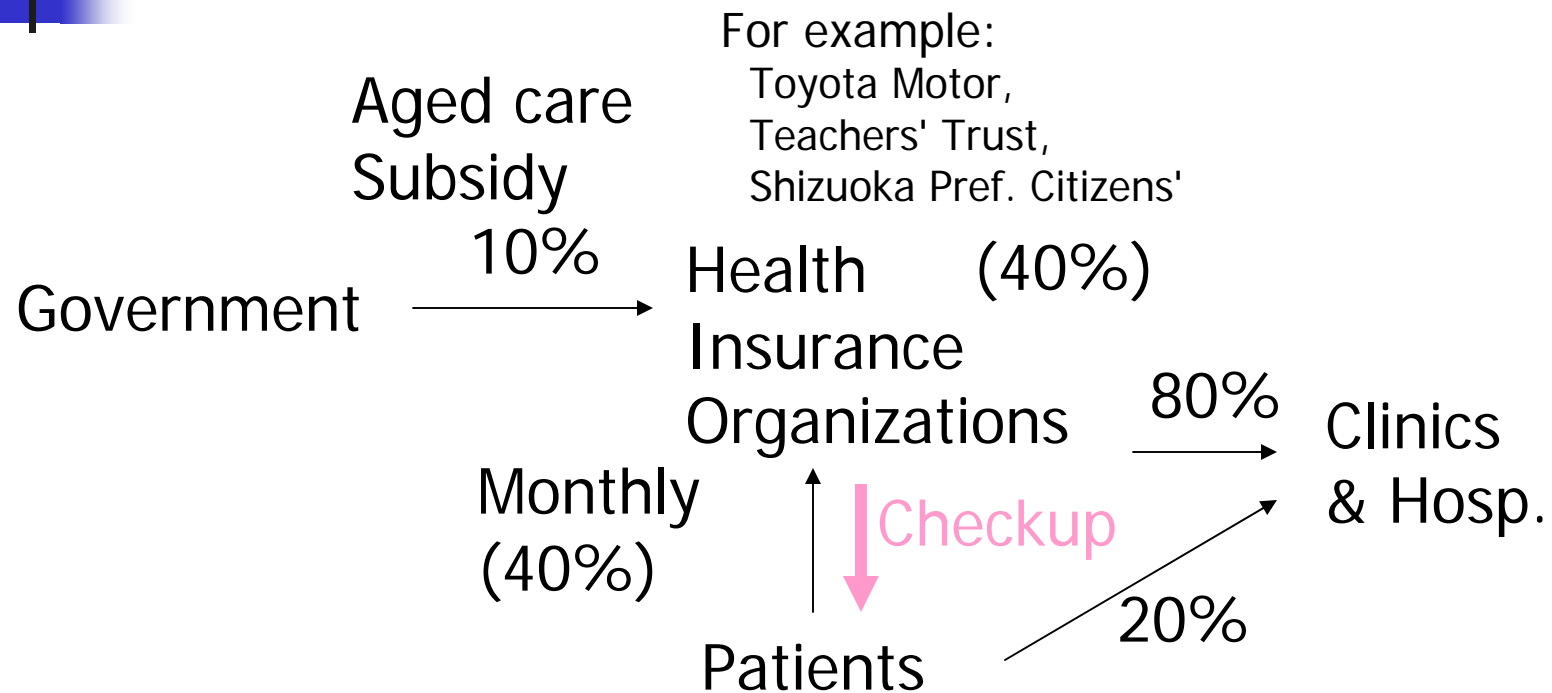 For example:
Toyota Motor,
Teachers' Trust,
Shizuoka Pref. Citizens'
Aged care
Subsidy
10%
Government
Health (40%)
Insurance
Organizations
80%
Clinics
& Hosp.
Monthly
(40%)
Checkup
20%
Patients